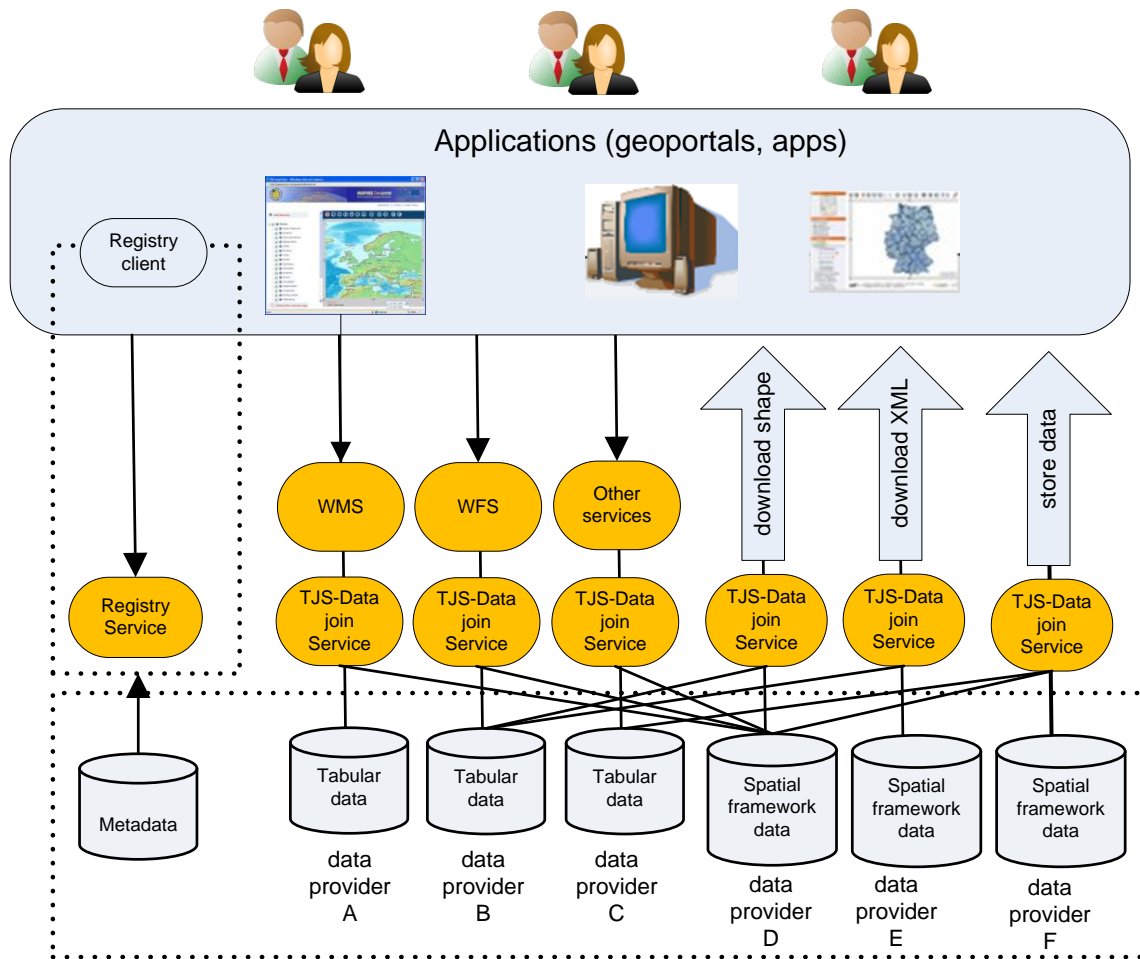 Applications (geoportals, apps)
Registry
client
download shape
download XML
store data
WMS
WFS
Other
services
Registry
Service
TJS-Data
join
Service
TJS-Data
join
Service
TJS-Data
join
Service
TJS-Data
join
Service
TJS-Data
join
Service
TJS-Data
join
Service
Metadata
Tabular
data
Tabular
data
Tabular
data
Spatial
framework
data
Spatial
framework
data
Spatial
framework
data
data
provider
A
data
provider
B
data
provider
C
data
provider
D
data
provider
E
data
provider
F